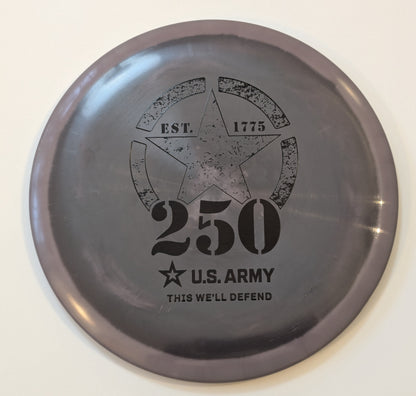 EST. 1775
250
U.S. ARMY
THIS WE'LL DEFEND